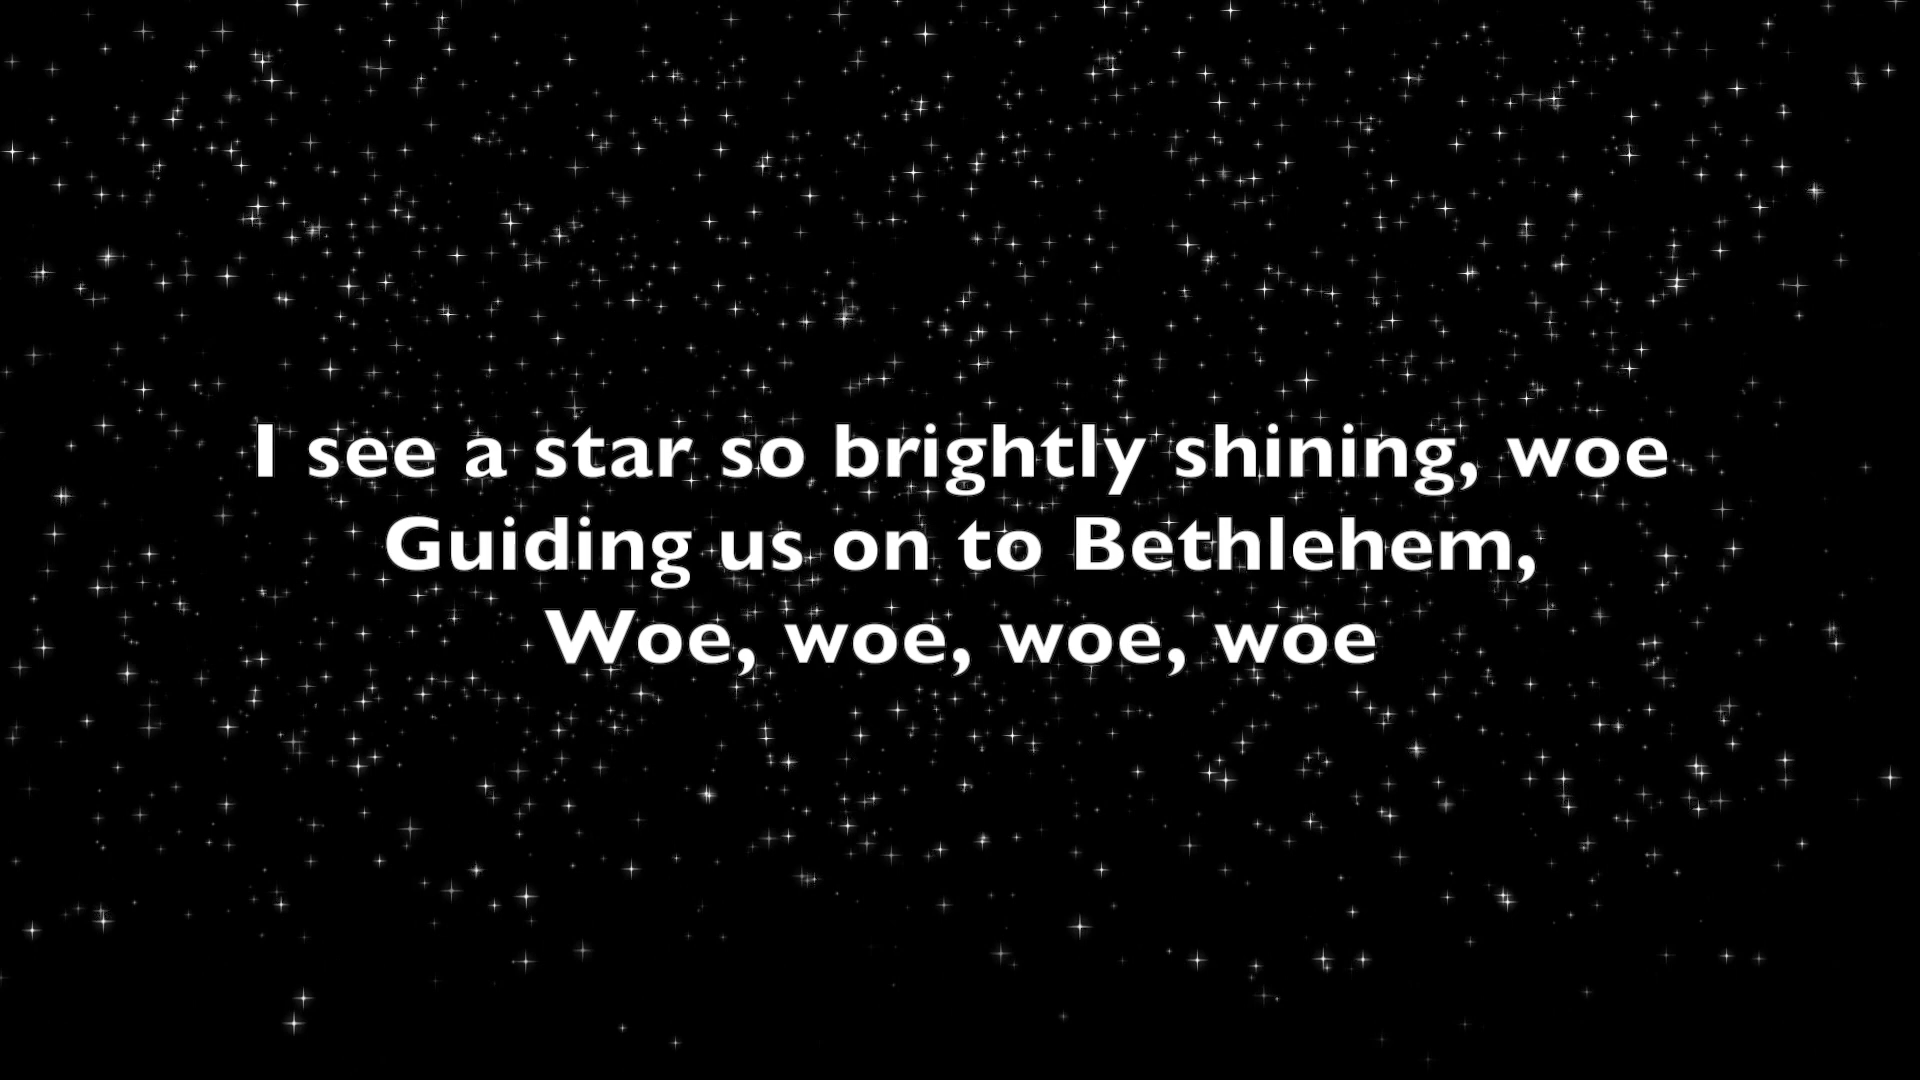 I see a star so brightly shining, woe
Guiding us on to Bethlehem,
Woe, woe, woe, woe